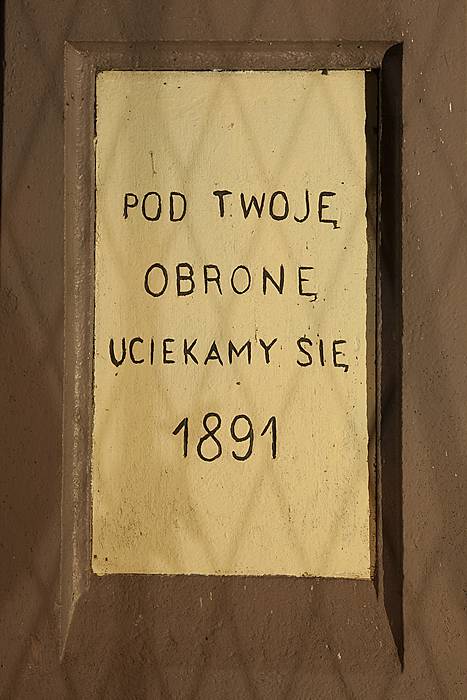 POD TWOJĘ
OBRONĘ
UCIEKAMY SIĘ
1891